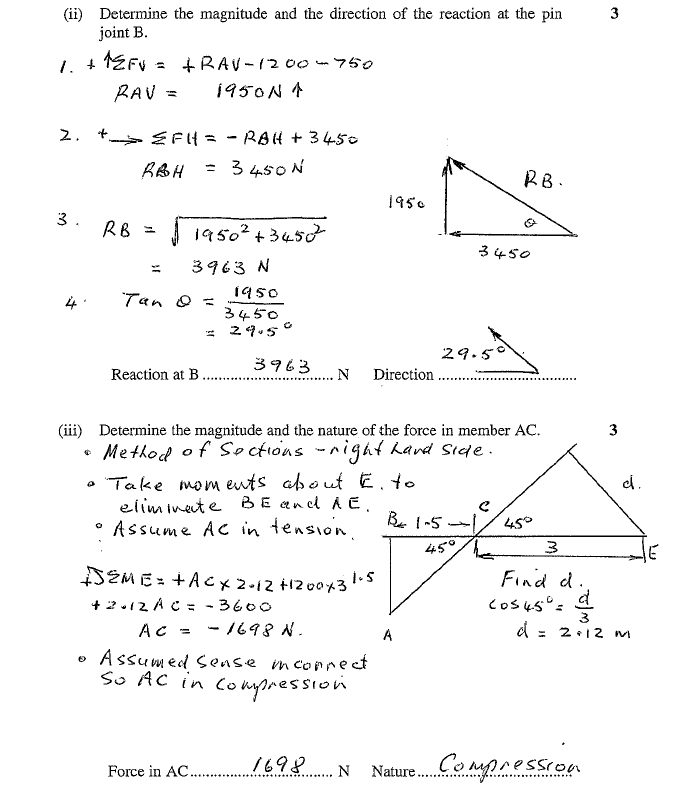 (ii) Determine the magnitude and the direction of the reaction at the pin joint B. 3
1. + ↑ΣFV = +RAV-1200-750
RAV = 1950N ↑
2. + → ΣFH = -RBH + 3450
RBH = 3450N
1950
RB.
θ
3450
3. RB = √1950² + 3450²
= 3963 N
4. Tan θ = 1950
3450
= 29.5°
29.5°
Reaction at B 3963 N Direction
(iii) Determine the magnitude and the nature of the force in member AC. 3
• Method of Sections - right hand side.
• Take moments about E. to
eliminate BE and AE.
• Assume AC in tension.
d.
C
B ← 1.5 →
45°
45°
3
E
A
ΣME = +AC × 2.12 + 1200 × 3 1.5
+2.12 AC = -3600
AC = -1698 N.
Find d.
cos45° = d
3
d = 2.12 m
• Assumed sense incorrect
So AC in compression
Force in AC 1698 N Nature Compression